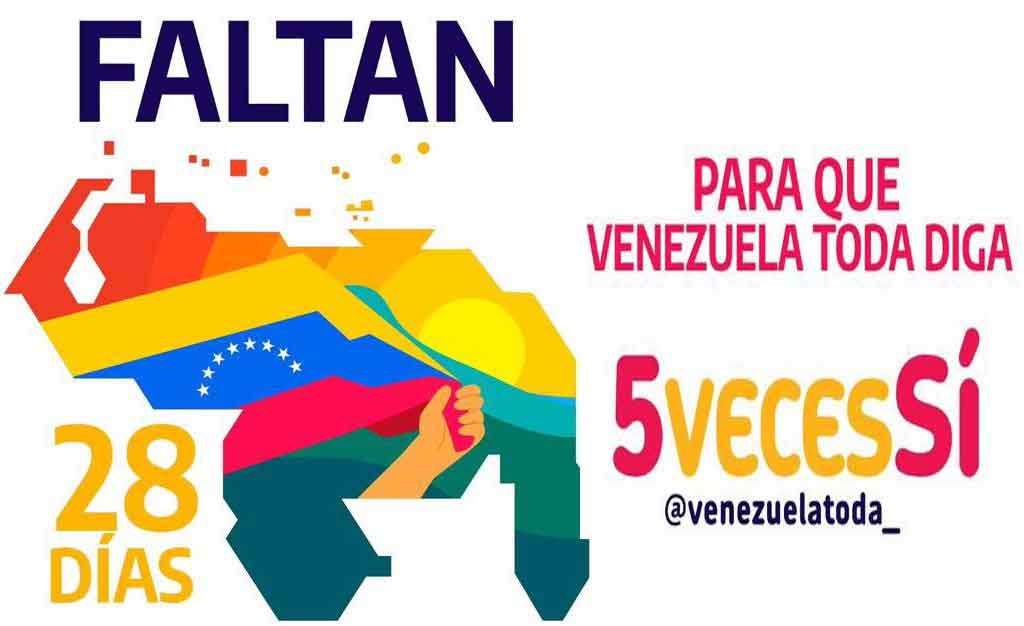 FALTAN
28
DÍAS
PARA QUE
VENEZUELA TODA DIGA
5VECESSÍ
@venezuelatoda_